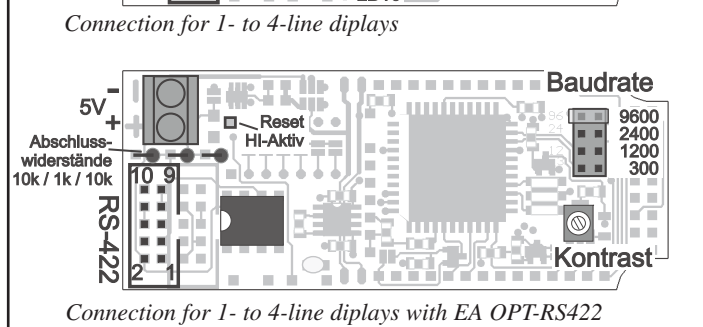 Connection for 1- to 4-line diplays
Baudrate
-
5V
+
Reset
HI-Aktiv
9600
2400
1200
300
Abschluss-
widerstände
10k / 1k / 10k
10 9
RS-422
2 1
Kontrast
Connection for 1- to 4-line diplays with EA OPT-RS422